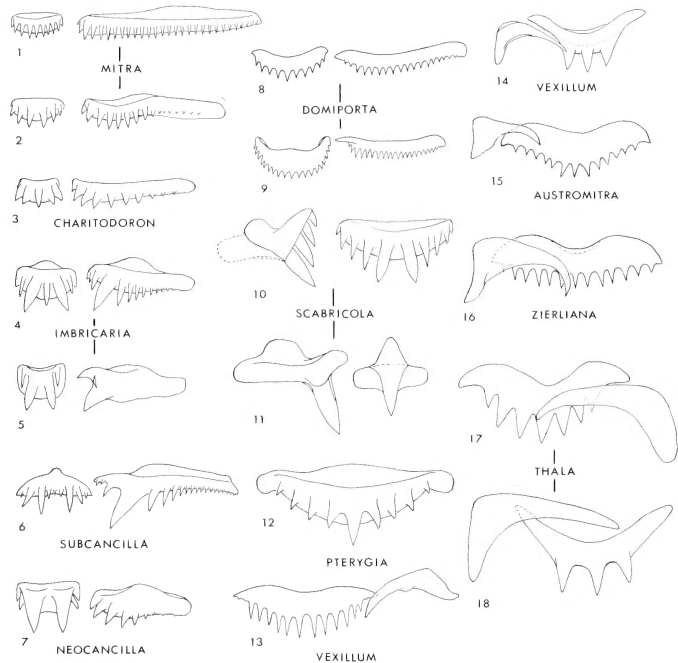 1
MITRA
2
3
CHARITODORON
4
IMBRICARIA
5
6
SUBCANCILLA
7
NEOCANCILLA
8
DOMIPORTA
9
10
SCABRICOLA
11
12
PTERYGIA
13
VEXILLUM
14
VEXILLUM
15
AUSTROMITRA
16
ZIERLIANA
17
THALA
18